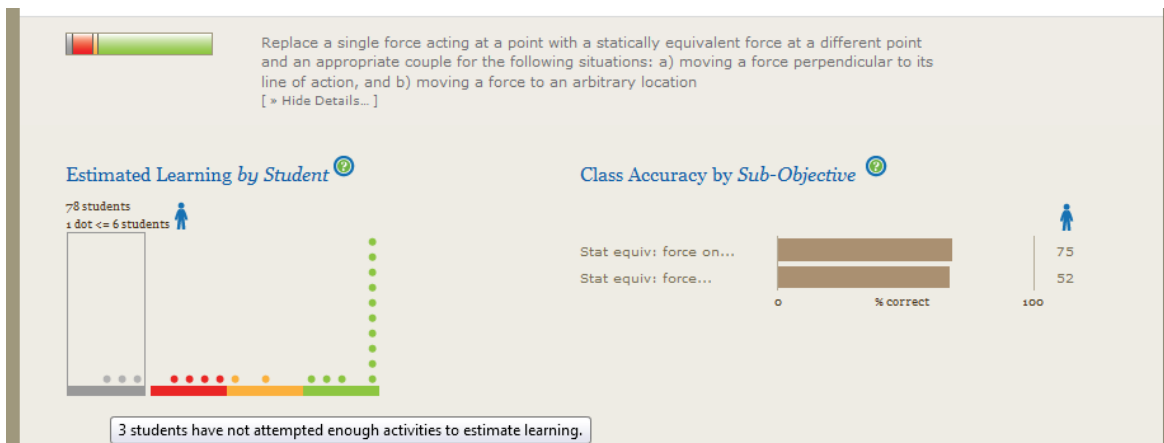 Replace a single force acting at a point with a statically equivalent force at a different point
and an appropriate couple for the following situations: a) moving a force perpendicular to its
line of action, and b) moving a force to an arbitrary location
[ » Hide Details... ]
Estimated Learning by Student ?
78 students
1 dot <= 6 students
Class Accuracy by Sub-Objective ?
Stat equiv: force on... 75
Stat equiv: force... 52
0 % correct 100
3 students have not attempted enough activities to estimate learning.